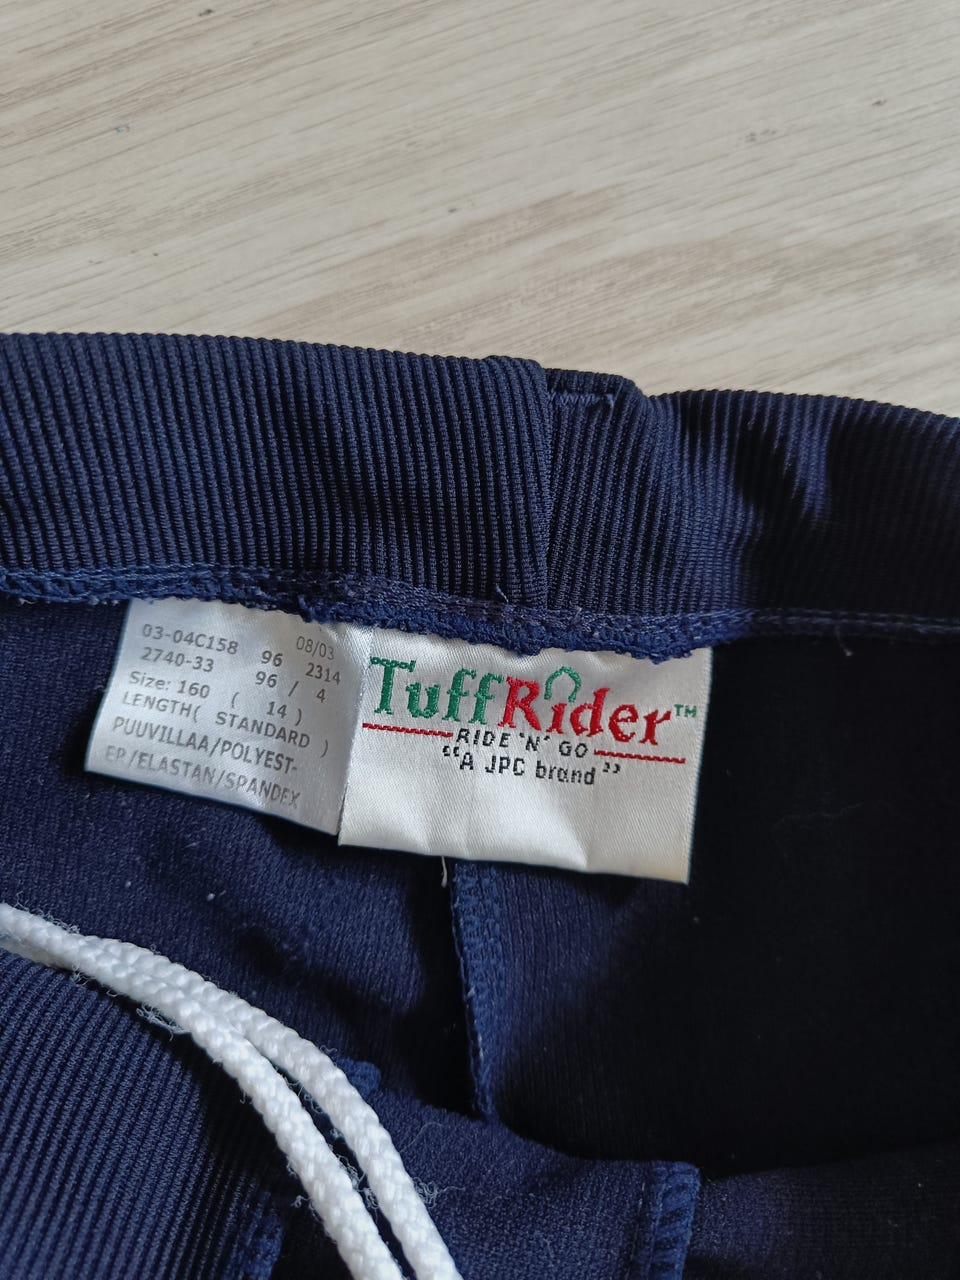 03-04C158 96 08/03
2740-33 96 / 2314
Size: 160 ( 14 ) 4
LENGTH( STANDARD )
PUUVILLAA/POLYEST-
EP/ELASTAN/SPANDEX
TuffRider™
RIDE 'N' GO
“A JPC brand”